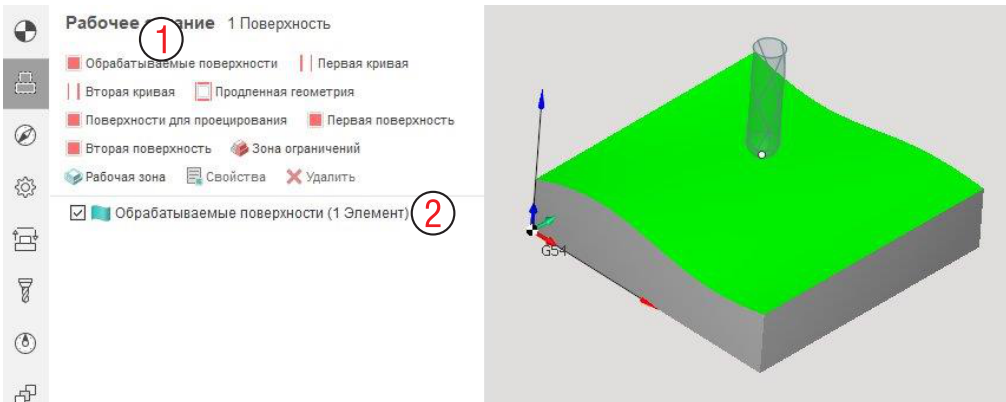 Рабочее задание 1 Поверхность
1
Обрабатываемые поверхности Первая кривая
Вторая кривая Продленная геометрия
Поверхности для проецирования Первая поверхность
Вторая поверхность Зона ограничений
Рабочая зона Свойства Удалить
Обрабатываемые поверхности (1 Элемент) 2
G54